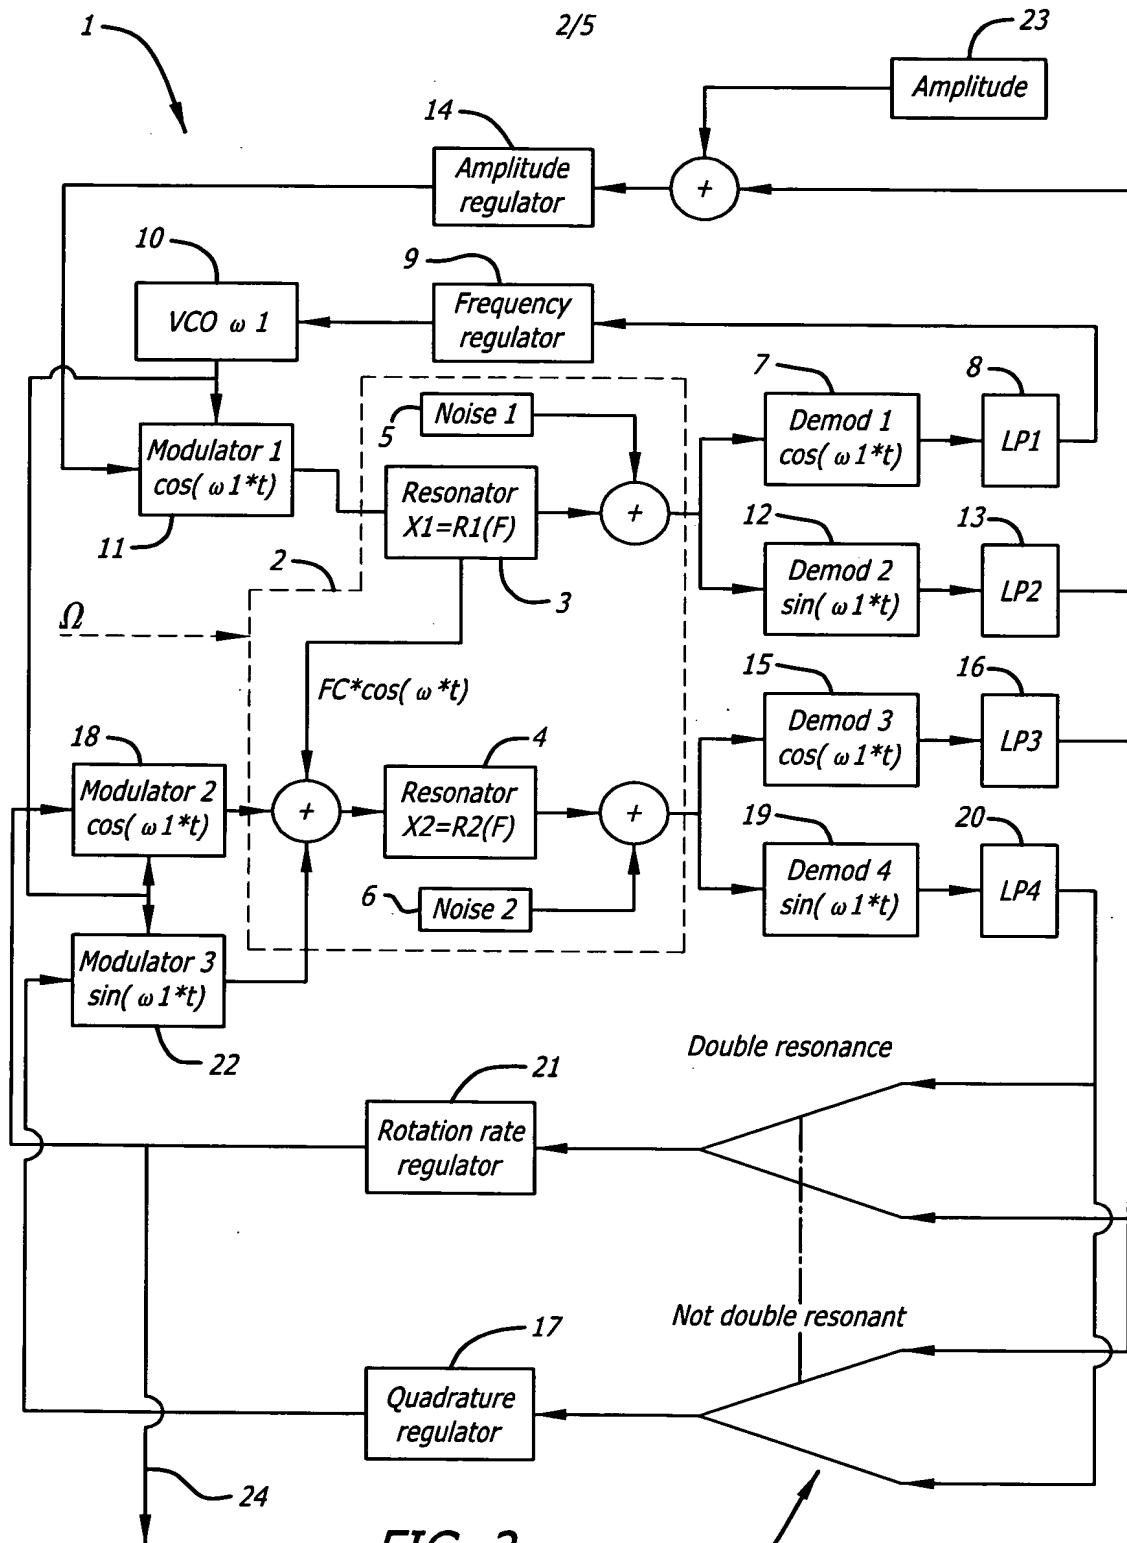 1
2/5
23
Amplitude
14
Amplitude
regulator
+
10
VCO ω 1
9
Frequency
regulator
5
Noise 1
7
Demod 1
cos( ω 1*t)
8
LP1
Modulator 1
cos( ω 1*t)
11
Resonator
X1=R1(F)
3
+
2
12
Demod 2
sin( ω 1*t)
13
LP2
Ω
FC*cos( ω *t)
15
Demod 3
cos( ω 1*t)
16
LP3
18
Modulator 2
cos( ω 1*t)
+
4
Resonator
X2=R2(F)
+
19
Demod 4
sin( ω 1*t)
20
LP4
6
Noise 2
Modulator 3
sin( ω 1*t)
22
Double resonance
21
Rotation rate
regulator
Not double resonant
17
Quadrature
regulator
24